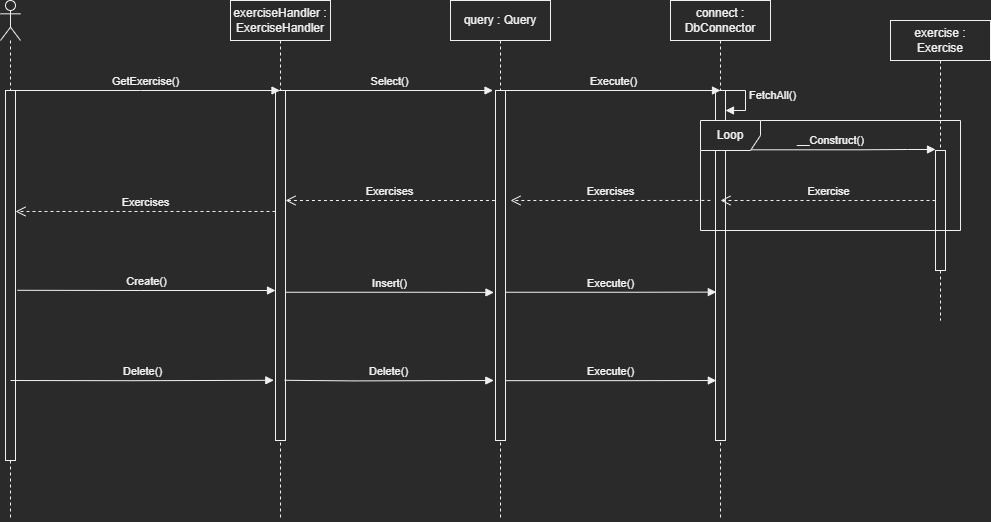 exerciseHandler :
ExerciseHandler
query : Query
connect :
DbConnector
exercise :
Exercise
GetExercise()
Select()
Execute()
FetchAll()
Loop
__Construct()
Exercises
Exercises
Exercises
Exercise
Create()
Insert()
Execute()
Delete()
Delete()
Execute()